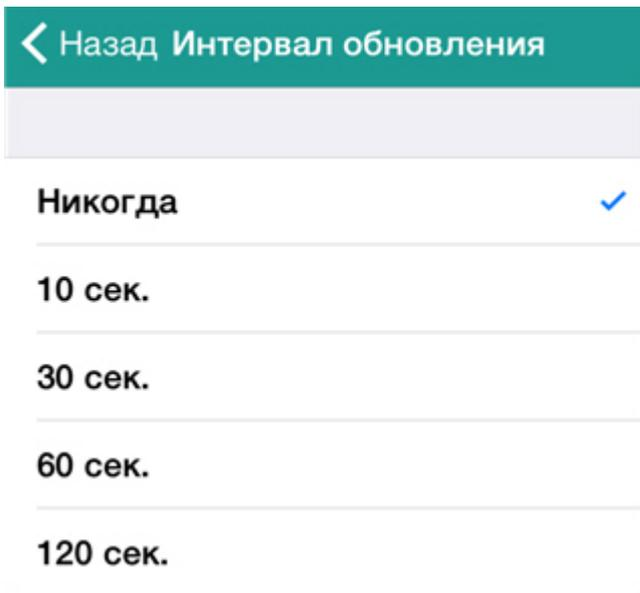 Назад Интервал обновления
Никогда
10 сек.
30 сек.
60 сек.
120 сек.